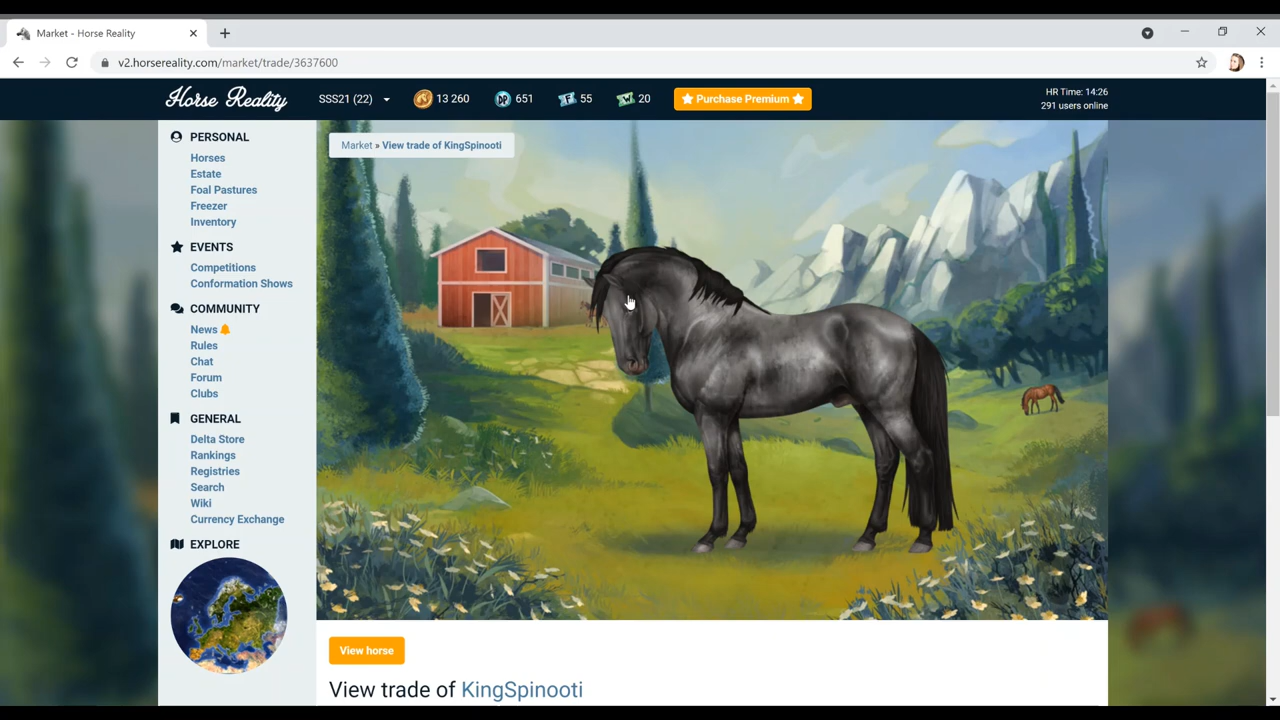 Market - Horse Reality
v2.horsereality.com/market/trade/3637600
Horse Reality
SSS21 (22)
13 260
DP
651
F
55
W
20
Purchase Premium
HR Time: 14:26
291 users online
PERSONAL
Horses
Estate
Foal Pastures
Freezer
Inventory
EVENTS
Competitions
Conformation Shows
COMMUNITY
News
Rules
Chat
Forum
Clubs
GENERAL
Delta Store
Rankings
Registries
Search
Wiki
Currency Exchange
EXPLORE
Market » View trade of KingSpinooti
View horse
View trade of KingSpinooti